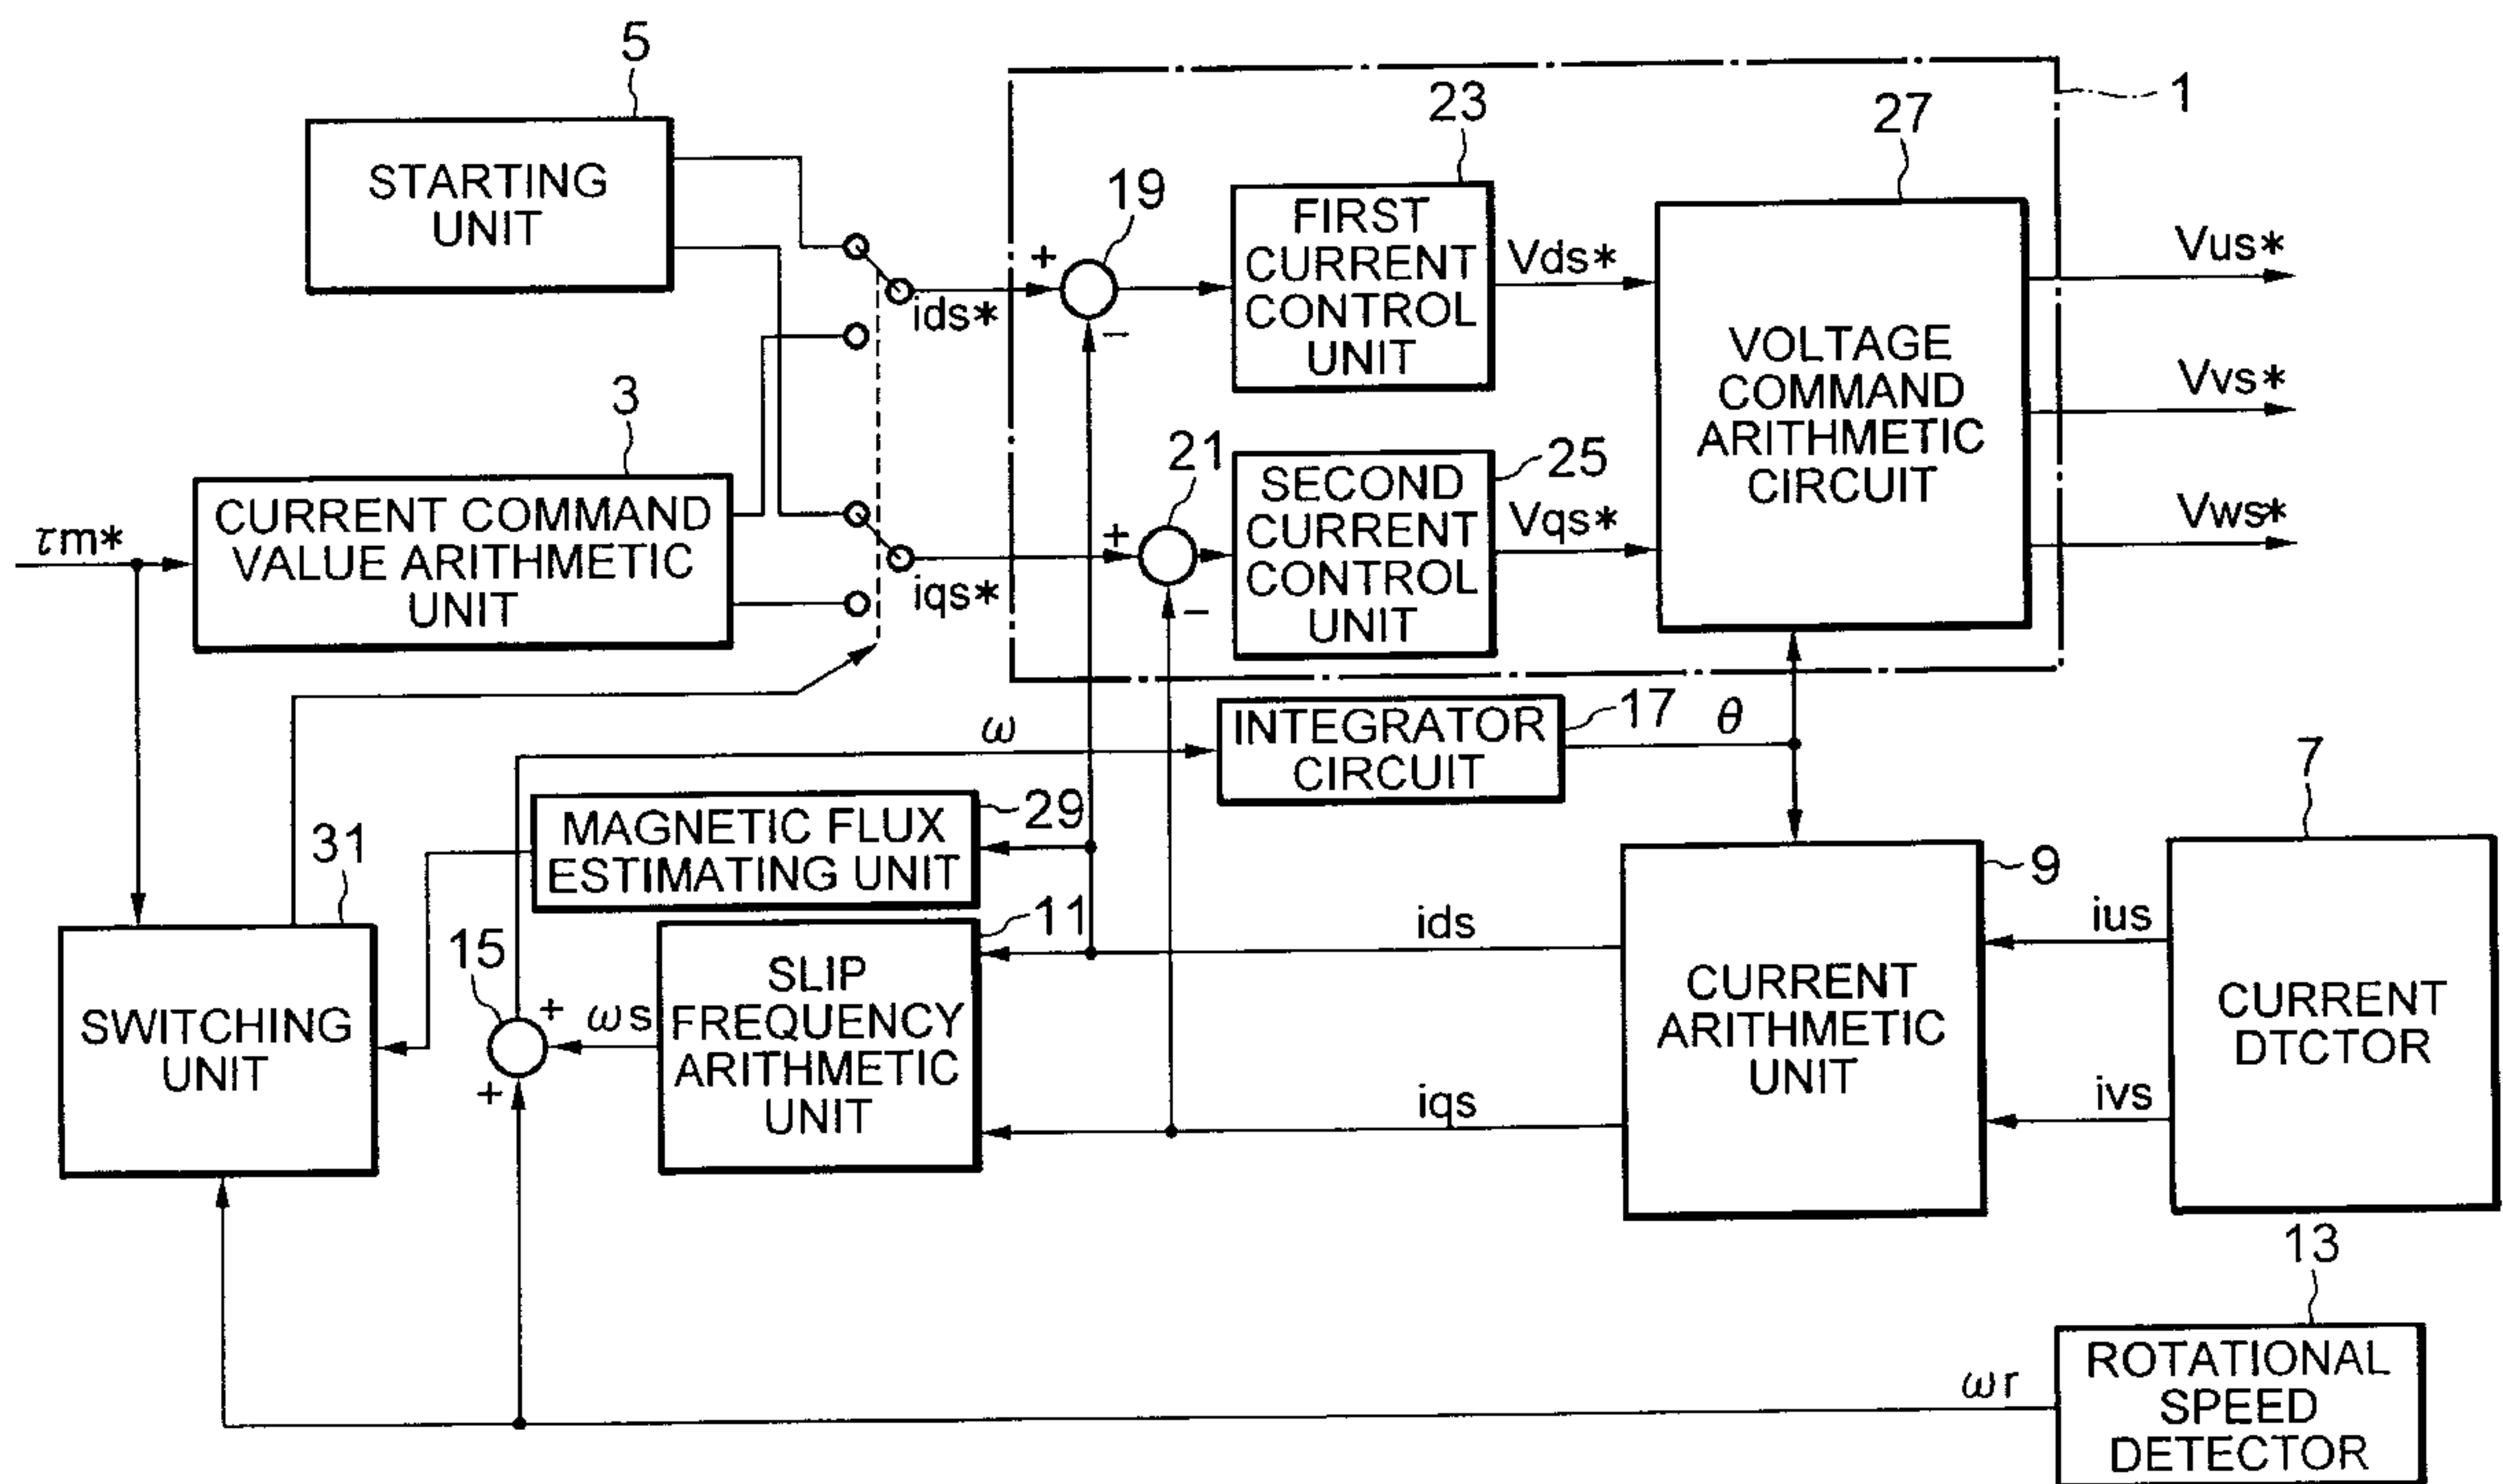 5
STARTING
UNIT
1
23
27
19
FIRST
CURRENT
CONTROL
UNIT
+
−
ids*
Vds*
VOLTAGE
COMMAND
ARITHMETIC
CIRCUIT
Vus*
Vvs*
Vws*
3
CURRENT COMMAND
VALUE ARITHMETIC
UNIT
τm*
iqs*
21
+
−
SECOND
CURRENT
CONTROL
UNIT
25
Vqs*
ω
INTEGRATOR
CIRCUIT
17
θ
7
MAGNETIC FLUX
ESTIMATING UNIT
29
31
SWITCHING
UNIT
15
+
+
ωs
SLIP
FREQUENCY
ARITHMETIC
UNIT
11
ids
iqs
CURRENT
ARITHMETIC
UNIT
9
ius
ivs
CURRENT
DTCTOR
13
ωr
ROTATIONAL
SPEED
DETECTOR